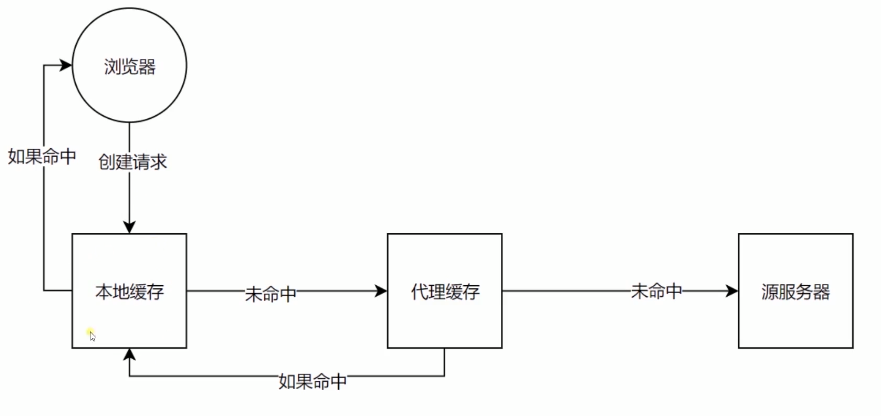 浏览器
如果命中
创建请求
本地缓存
未命中
代理缓存
未命中
源服务器
如果命中